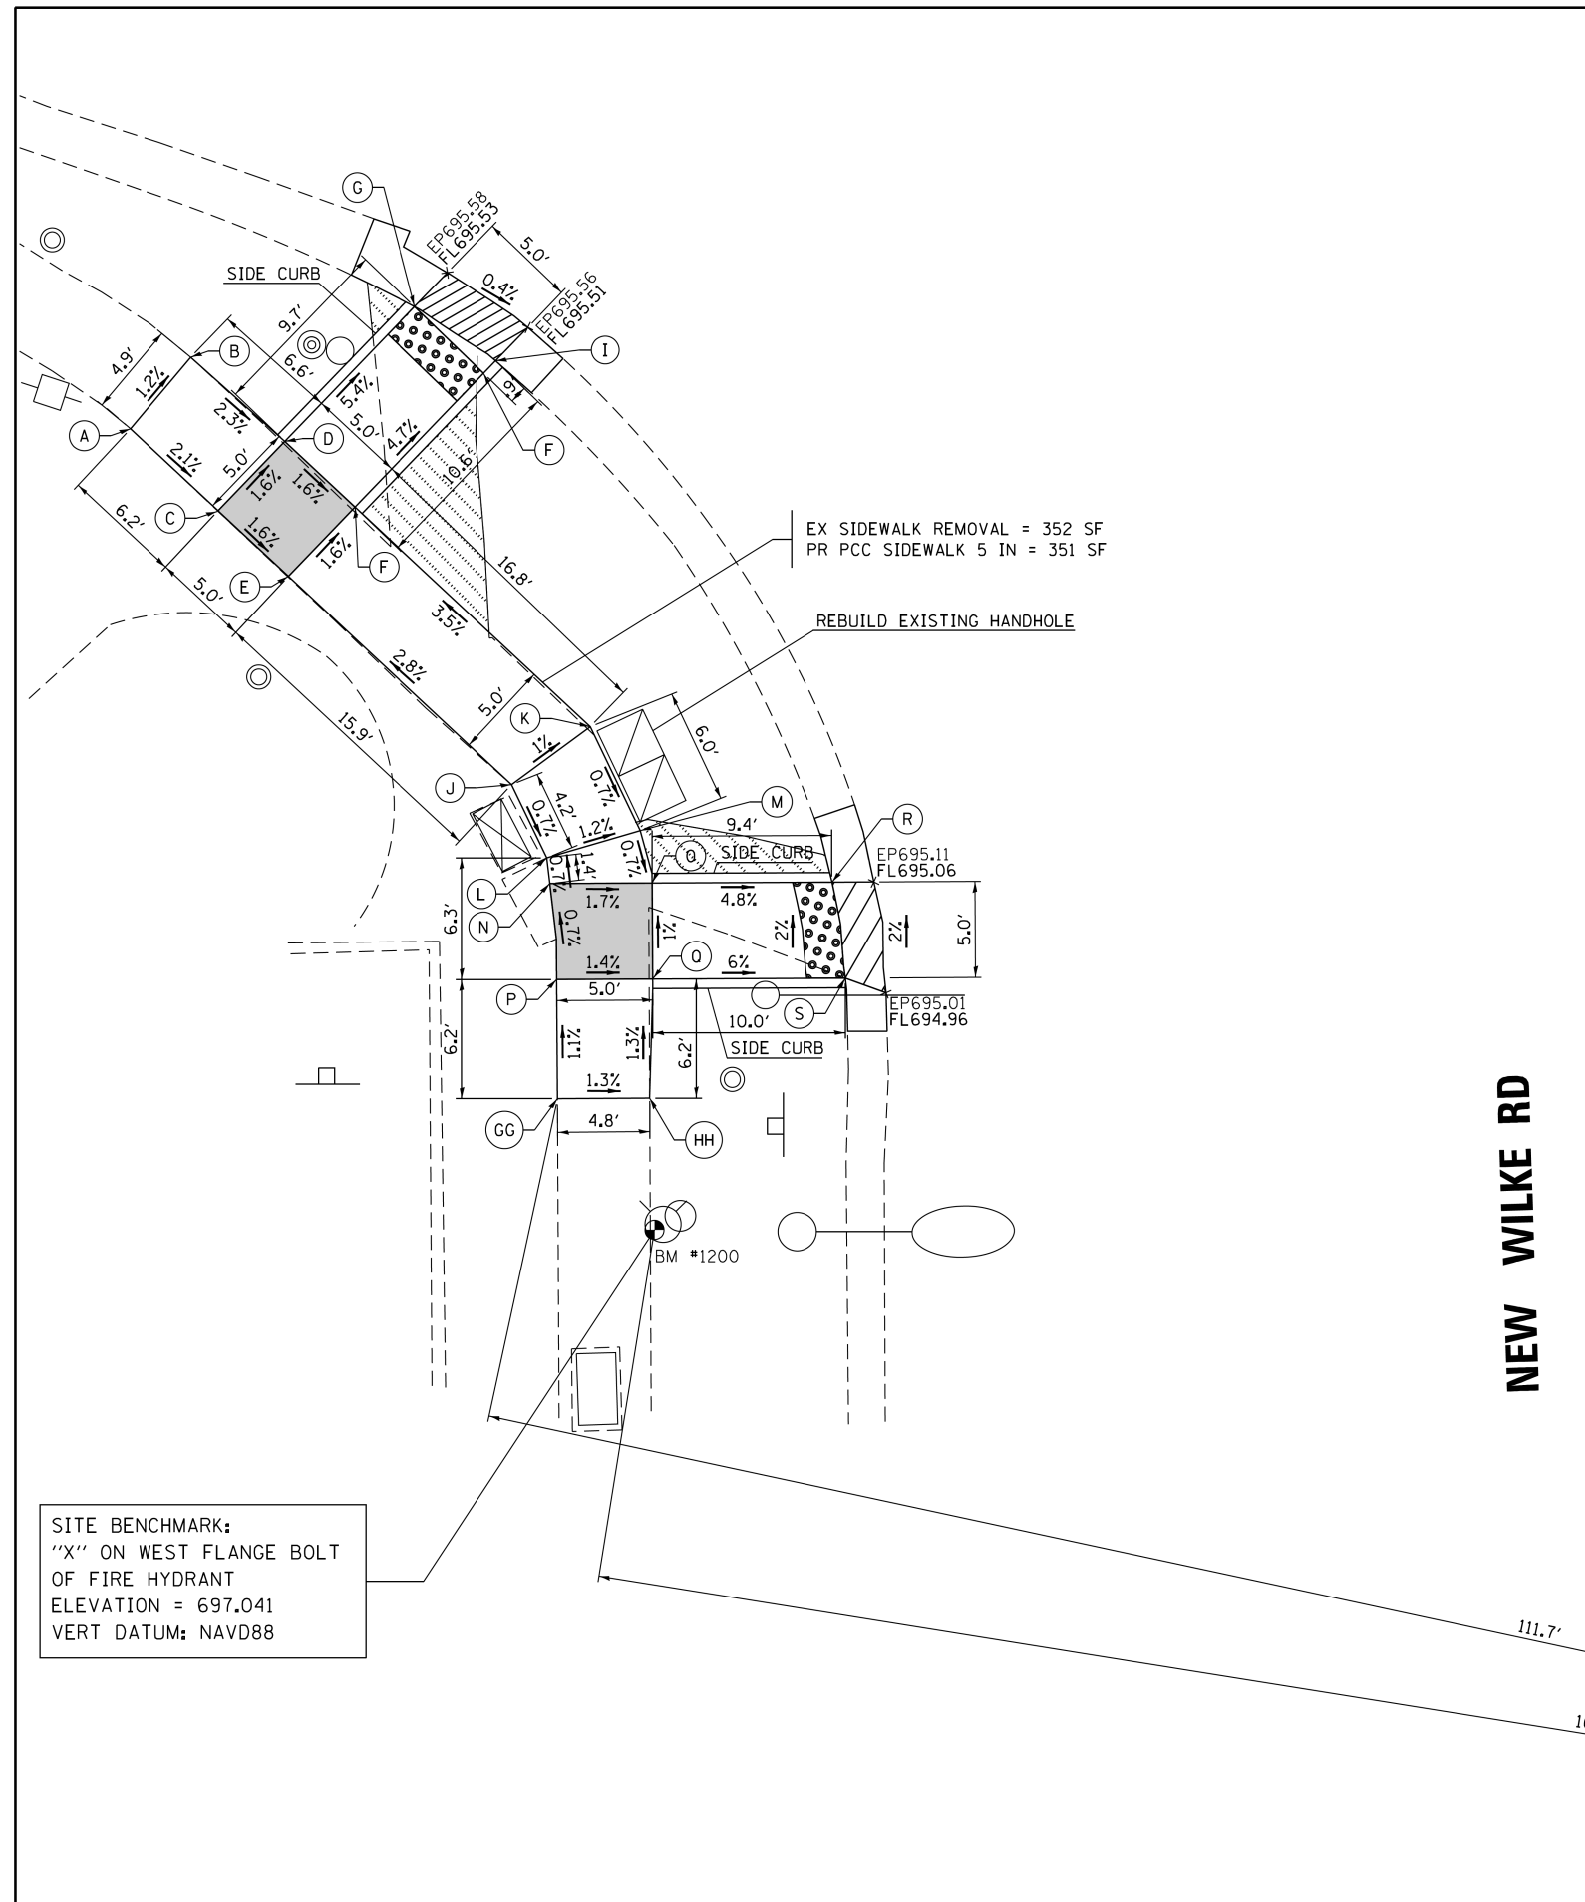 G
EP695.58
FL695.53
5.0′
0.4%
SIDE CURB
EP695.56
FL695.51
9.7′
I
B
4.9′
1.2%
6.6′
5.4%
2.3%
5.0′
4.7%
A
D
F
2.1%
5.0′
10.6′
1.6%
1.6%
C
6.2′
1.6%
1.6%
F
E
5.0′
16.8′
EX SIDEWALK REMOVAL = 352 SF
PR PCC SIDEWALK 5 IN = 351 SF
3.5%
REBUILD EXISTING HANDHOLE
2.8%
15.9′
5.0′
K
1%
6.0′
J
0.7%
4.2′
0.7%
M
1.2%
9.4′
R
0.7%
1.4′
0.7%
Q
SIDE CURB
EP695.11
FL695.06
L
1.7%
4.8%
N
6.3′
0.7%
1%
2%
2%
5.0′
1.4%
Q
6%
P
5.0′
S
EP695.01
FL694.96
10.0′
6.2′
1.1%
1.3%
6.2′
SIDE CURB
1.3%
GG
4.8′
HH
NEW WILKE RD
BM #1200
SITE BENCHMARK:
"X" ON WEST FLANGE BOLT
OF FIRE HYDRANT
ELEVATION = 697.041
VERT DATUM: NAVD88
111.7′